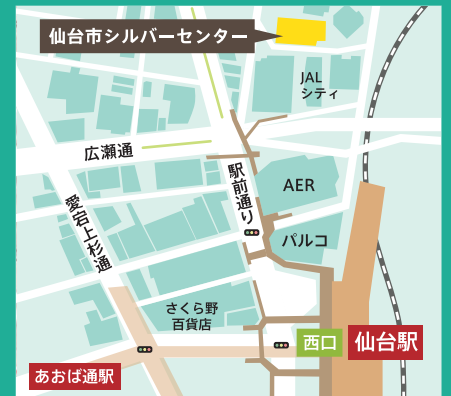 仙台市シルバーセンター
JAL
シティ
広瀬通
駅前通り
AER
愛宕上杉通
パルコ
さくら野
百貨店
西口
仙台駅
あおば通駅